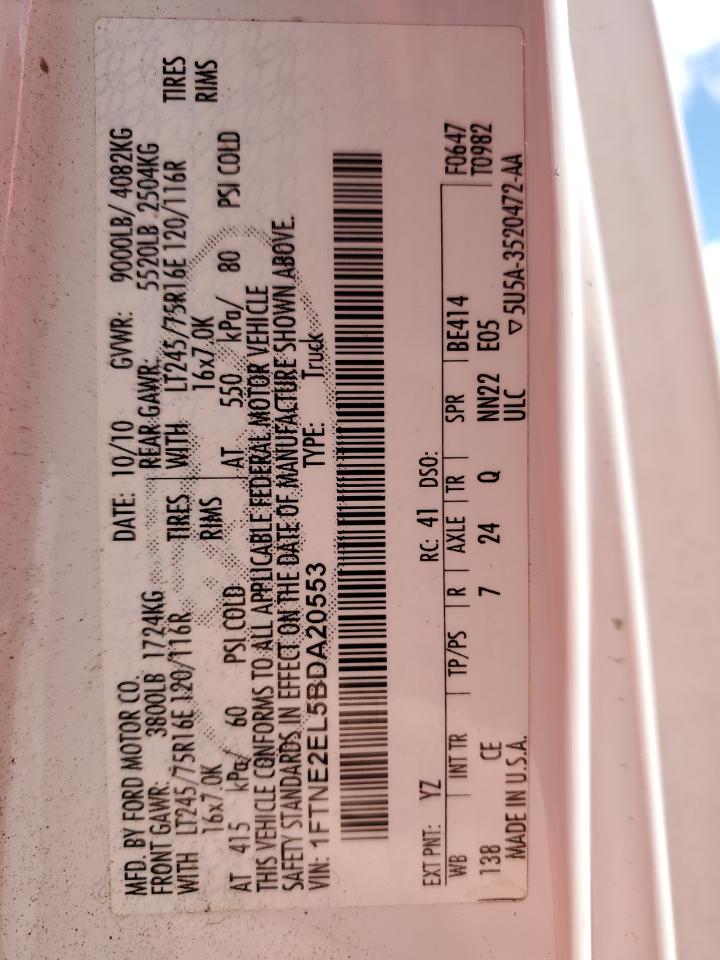 MFD. BY FORD MOTOR CO. DATE: 10/10 GVWR: 9000LB/ 4082KG
FRONT GAWR: 3800LB 1724KG REAR GAWR: 5520LB 2504KG
WITH LT245/75R16E 120/116R TIRES WITH LT245/75R16E 120/116R TIRES
16x7.0K RIMS 16x7.0K RIMS
AT 415 kPa/ 60 PSI COLD AT 550 kPa/ 80 PSI COLD
THIS VEHICLE CONFORMS TO ALL APPLICABLE FEDERAL MOTOR VEHICLE
SAFETY STANDARDS IN EFFECT ON THE DATE OF MANUFACTURE SHOWN ABOVE.
VIN: 1FTNE2EL5BDA20553 TYPE: Truck
EXT PNT: YZ RC: 41 DSO: F0647
WB INT TR TP/PS R AXLE TR SPR BE414 T0982
138 CE 7 24 Q NN22 E05
MADE IN U.S.A. ULC ▽5U5A-3520472-AA